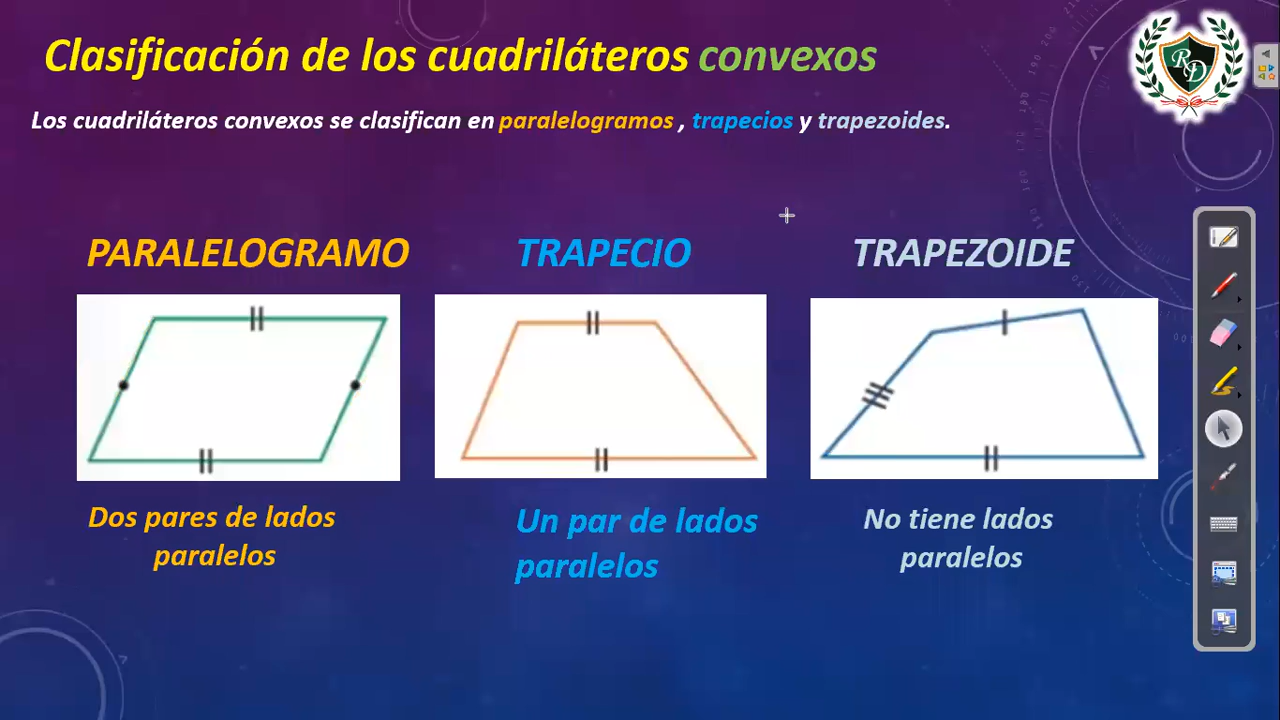 Clasificación de los cuadriláteros convexos
Los cuadriláteros convexos se clasifican en paralelogramos , trapecios y trapezoides.
PARALELOGRAMO
TRAPECIO
TRAPEZOIDE
Dos pares de lados
paralelos
Un par de lados
paralelos
No tiene lados
paralelos
RD